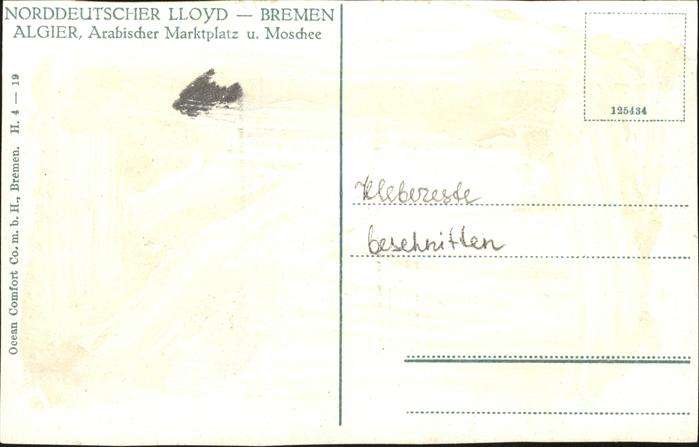 NORDDEUTSCHER LLOYD — BREMEN
ALGIER, Arabischer Marktplatz u. Moschee
Ocean Comfort Co. m. b. H., Bremen. H. 4 — 19
125434
Klebereste
beschnitten